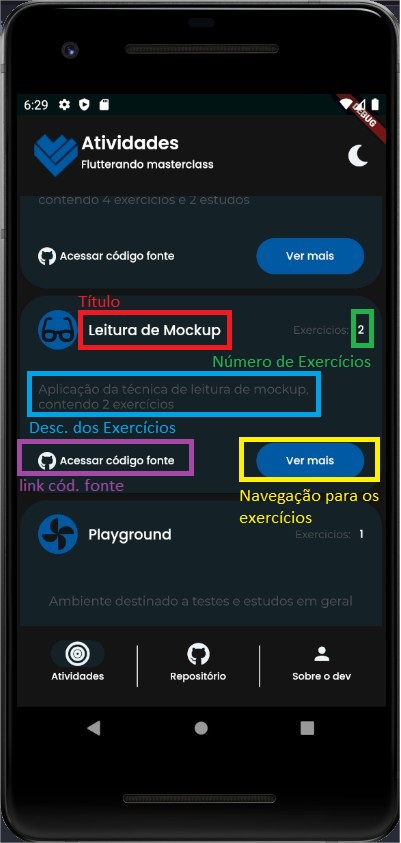 6:29
DEBUG
Atividades
Flutterando masterclass
contendo 4 exercícios e 2 estudos
Acessar código fonte
Ver mais
Título
Leitura de Mockup
Exercícios: 2
Número de Exercícios
Aplicação da técnica de leitura de mockup,
contendo 2 exercícios
Desc. dos Exercícios
Acessar código fonte
Ver mais
link cód. fonte
Navegação para os
exercícios
Playground
Exercícios: 1
Ambiente destinado a testes e estudos em geral
Atividades
Repositório
Sobre o dev